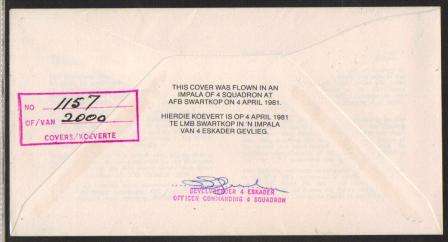 THIS COVER WAS FLOWN IN AN
IMPALA OF 4 SQUADRON AT
AFB SWARTKOP ON 4 APRIL 1981.
HIERDIE KOEVERT IS OP 4 APRIL 1981
TE LMB SWARTKOP IN 'N IMPALA
VAN 4 ESKADER GEVLIEG.
NO 1157
OF/VAN 2000
COVERS/KOEVERTE
BEVELVOERDER 4 ESKADER
OFFICER COMMANDING 4 SQUADRON